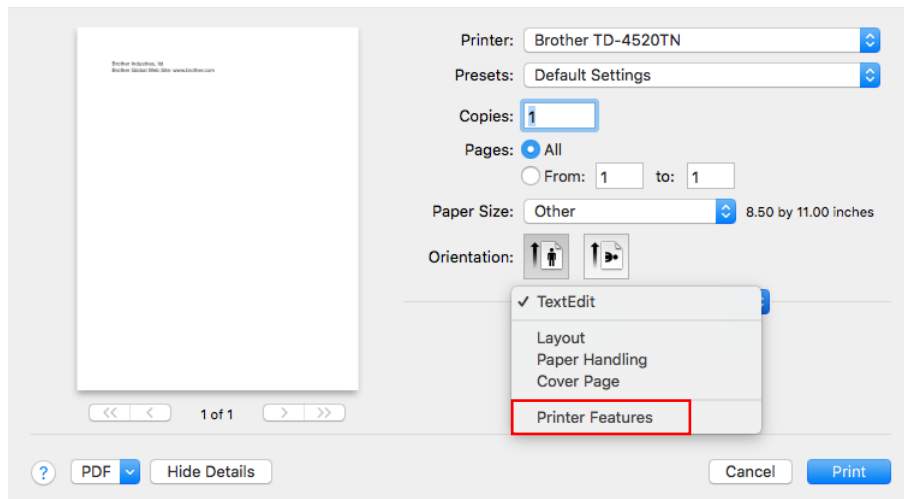 Brother Industries, ltd
Brother Global Web Site: www.brother.com
Printer: Brother TD-4520TN
Presets: Default Settings
Copies: 1
Pages: All
From: 1 to: 1
Paper Size: Other 8.50 by 11.00 inches
Orientation:
✓ TextEdit
Layout
Paper Handling
Cover Page
Printer Features
<< < 1 of 1 > >>
? PDF Hide Details Cancel Print